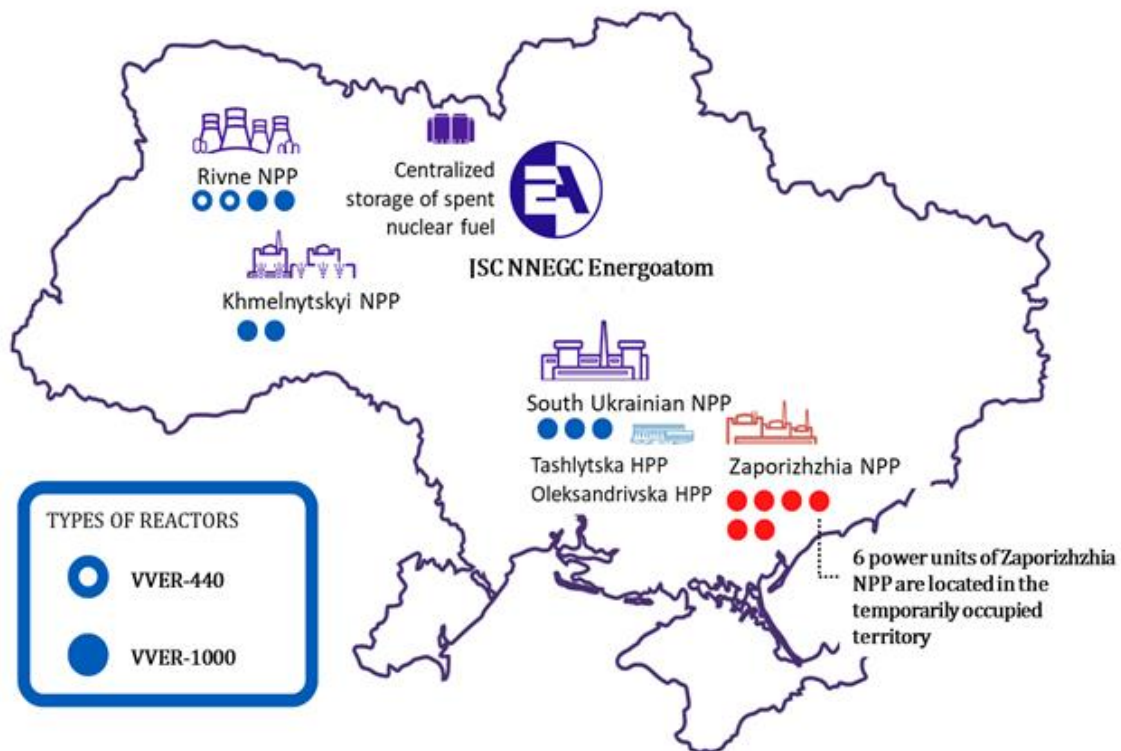 Rivne NPP
Centralized
storage of spent
nuclear fuel
JSC NNEGC Energoatom
Khmelnytskyi NPP
South Ukrainian NPP
Tashlytska HPP
Oleksandrivska HPP
Zaporizhzhia NPP
6 power units of Zaporizhzhia
NPP are located in the
temporarily occupied
territory
TYPES OF REACTORS
VVER-440
VVER-1000